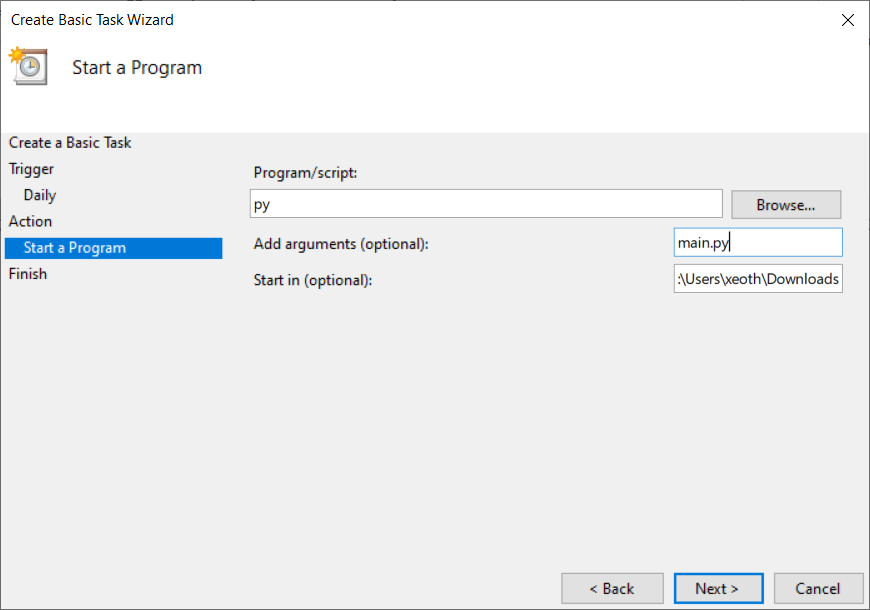 Create Basic Task Wizard
Start a Program
Create a Basic Task
Trigger
Daily
Action
Start a Program
Finish
Program/script:
py
Browse...
Add arguments (optional):
main.py
Start in (optional):
:\Users\xeoth\Downloads
< Back
Next >
Cancel